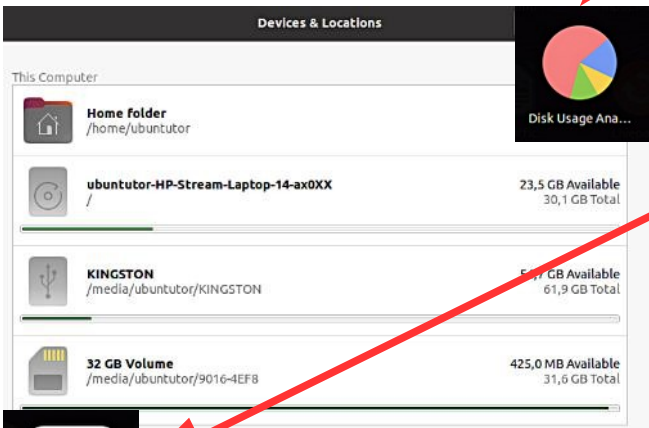 Devices & Locations
This Computer
Home folder
/home/ubuntutor
Disk Usage Ana...
ubuntutor-HP-Stream-Laptop-14-ax0XX
23,5 GB Available
/
30,1 GB Total
KINGSTON
GB Available
/media/ubuntutor/KINGSTON
61,9 GB Total
32 GB Volume
425,0 MB Available
/media/ubuntutor/9016-4EF8
31,6 GB Total